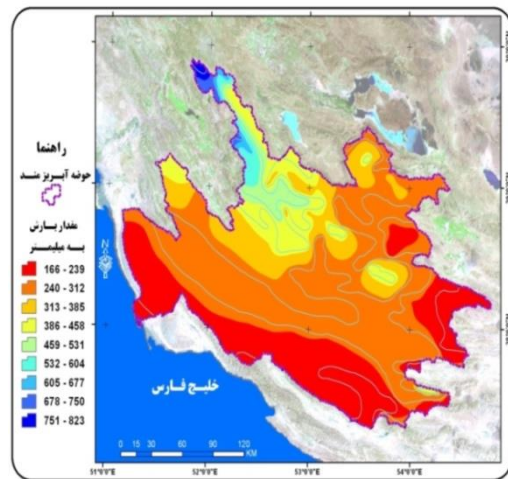 راهنما
حوضه آبریز مند
مقدار بارش
به میلیمتر
166 - 239
240 - 312
313 - 385
386 - 458
459 - 531
532 - 604
605 - 677
678 - 750
751 - 823
خلیج فارس
0 15 30 60 90 120
KM
51°0'0"E 52°0'0"E 53°0'0"E 54°0'0"E